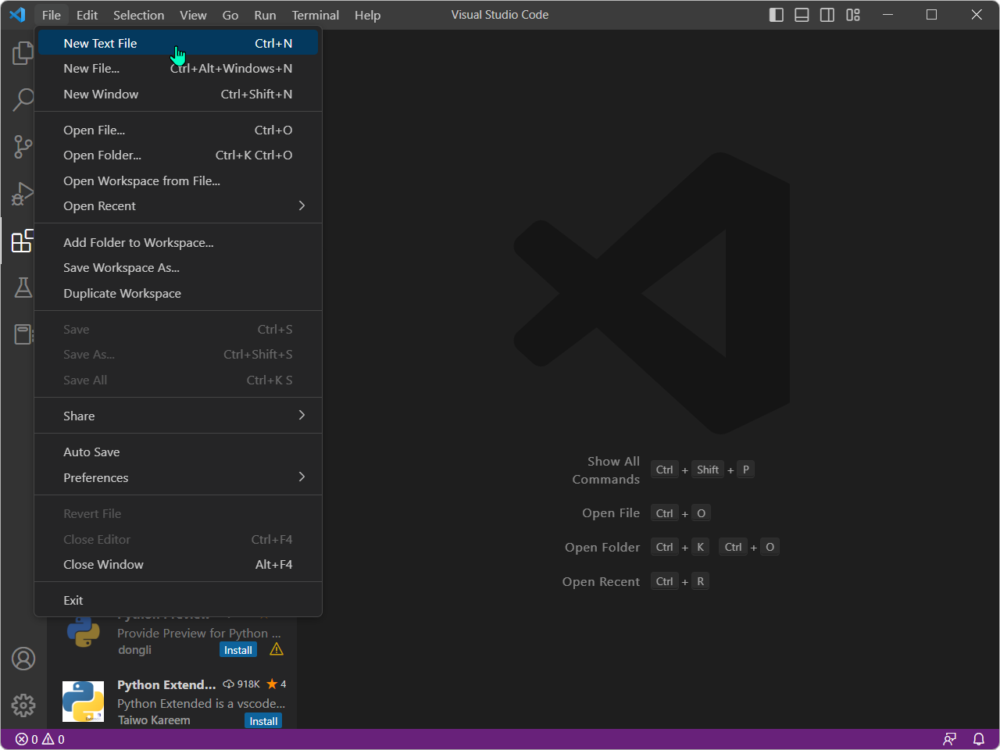 File Edit Selection View Go Run Terminal Help Visual Studio Code
New Text File Ctrl+N
New File... Ctrl+Alt+Windows+N
New Window Ctrl+Shift+N
Open File... Ctrl+O
Open Folder... Ctrl+K Ctrl+O
Open Workspace from File...
Open Recent
Add Folder to Workspace...
Save Workspace As...
Duplicate Workspace
Save Ctrl+S
Save As... Ctrl+Shift+S
Save All Ctrl+K S
Share
Auto Save
Preferences
Revert File
Close Editor Ctrl+F4
Close Window Alt+F4
Exit
Show All
Commands Ctrl + Shift + P
Open File Ctrl + O
Open Folder Ctrl + K Ctrl + O
Open Recent Ctrl + R
Python Preview
Provide Preview for Python ...
dongli Install
Python Extend... 918K 4
Python Extended is a vscode...
Taiwo Kareem Install
0 0